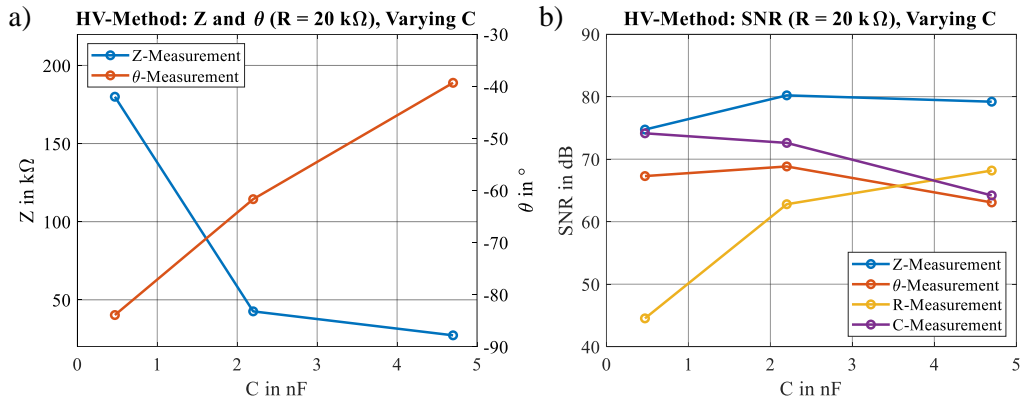 a)
HV-Method: Z and θ (R = 20 kΩ), Varying C
Z-Measurement
θ-Measurement
200
150
100
50
Z in kΩ
-30
-40
-50
-60
-70
-80
-90
θ in °
0 1 2 3 4 5
C in nF
b)
HV-Method: SNR (R = 20 kΩ), Varying C
90
80
70
60
50
40
SNR in dB
Z-Measurement
θ-Measurement
R-Measurement
C-Measurement
0 1 2 3 4 5
C in nF